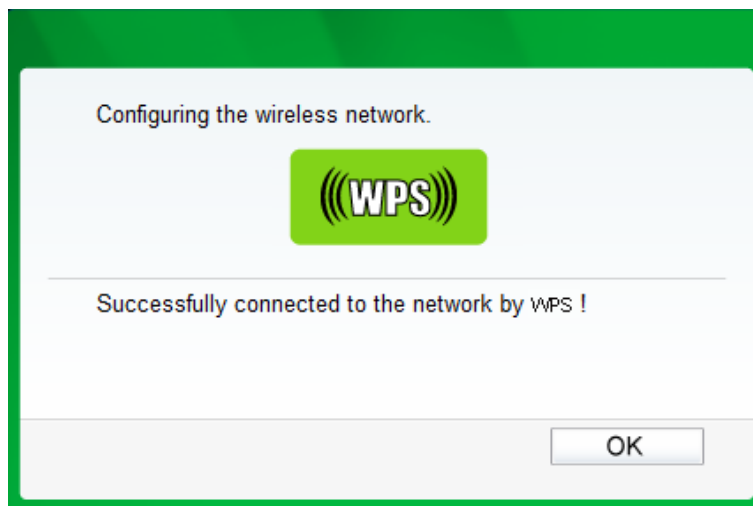 Configuring the wireless network.
(((WPS)))
Successfully connected to the network by WPS !
OK